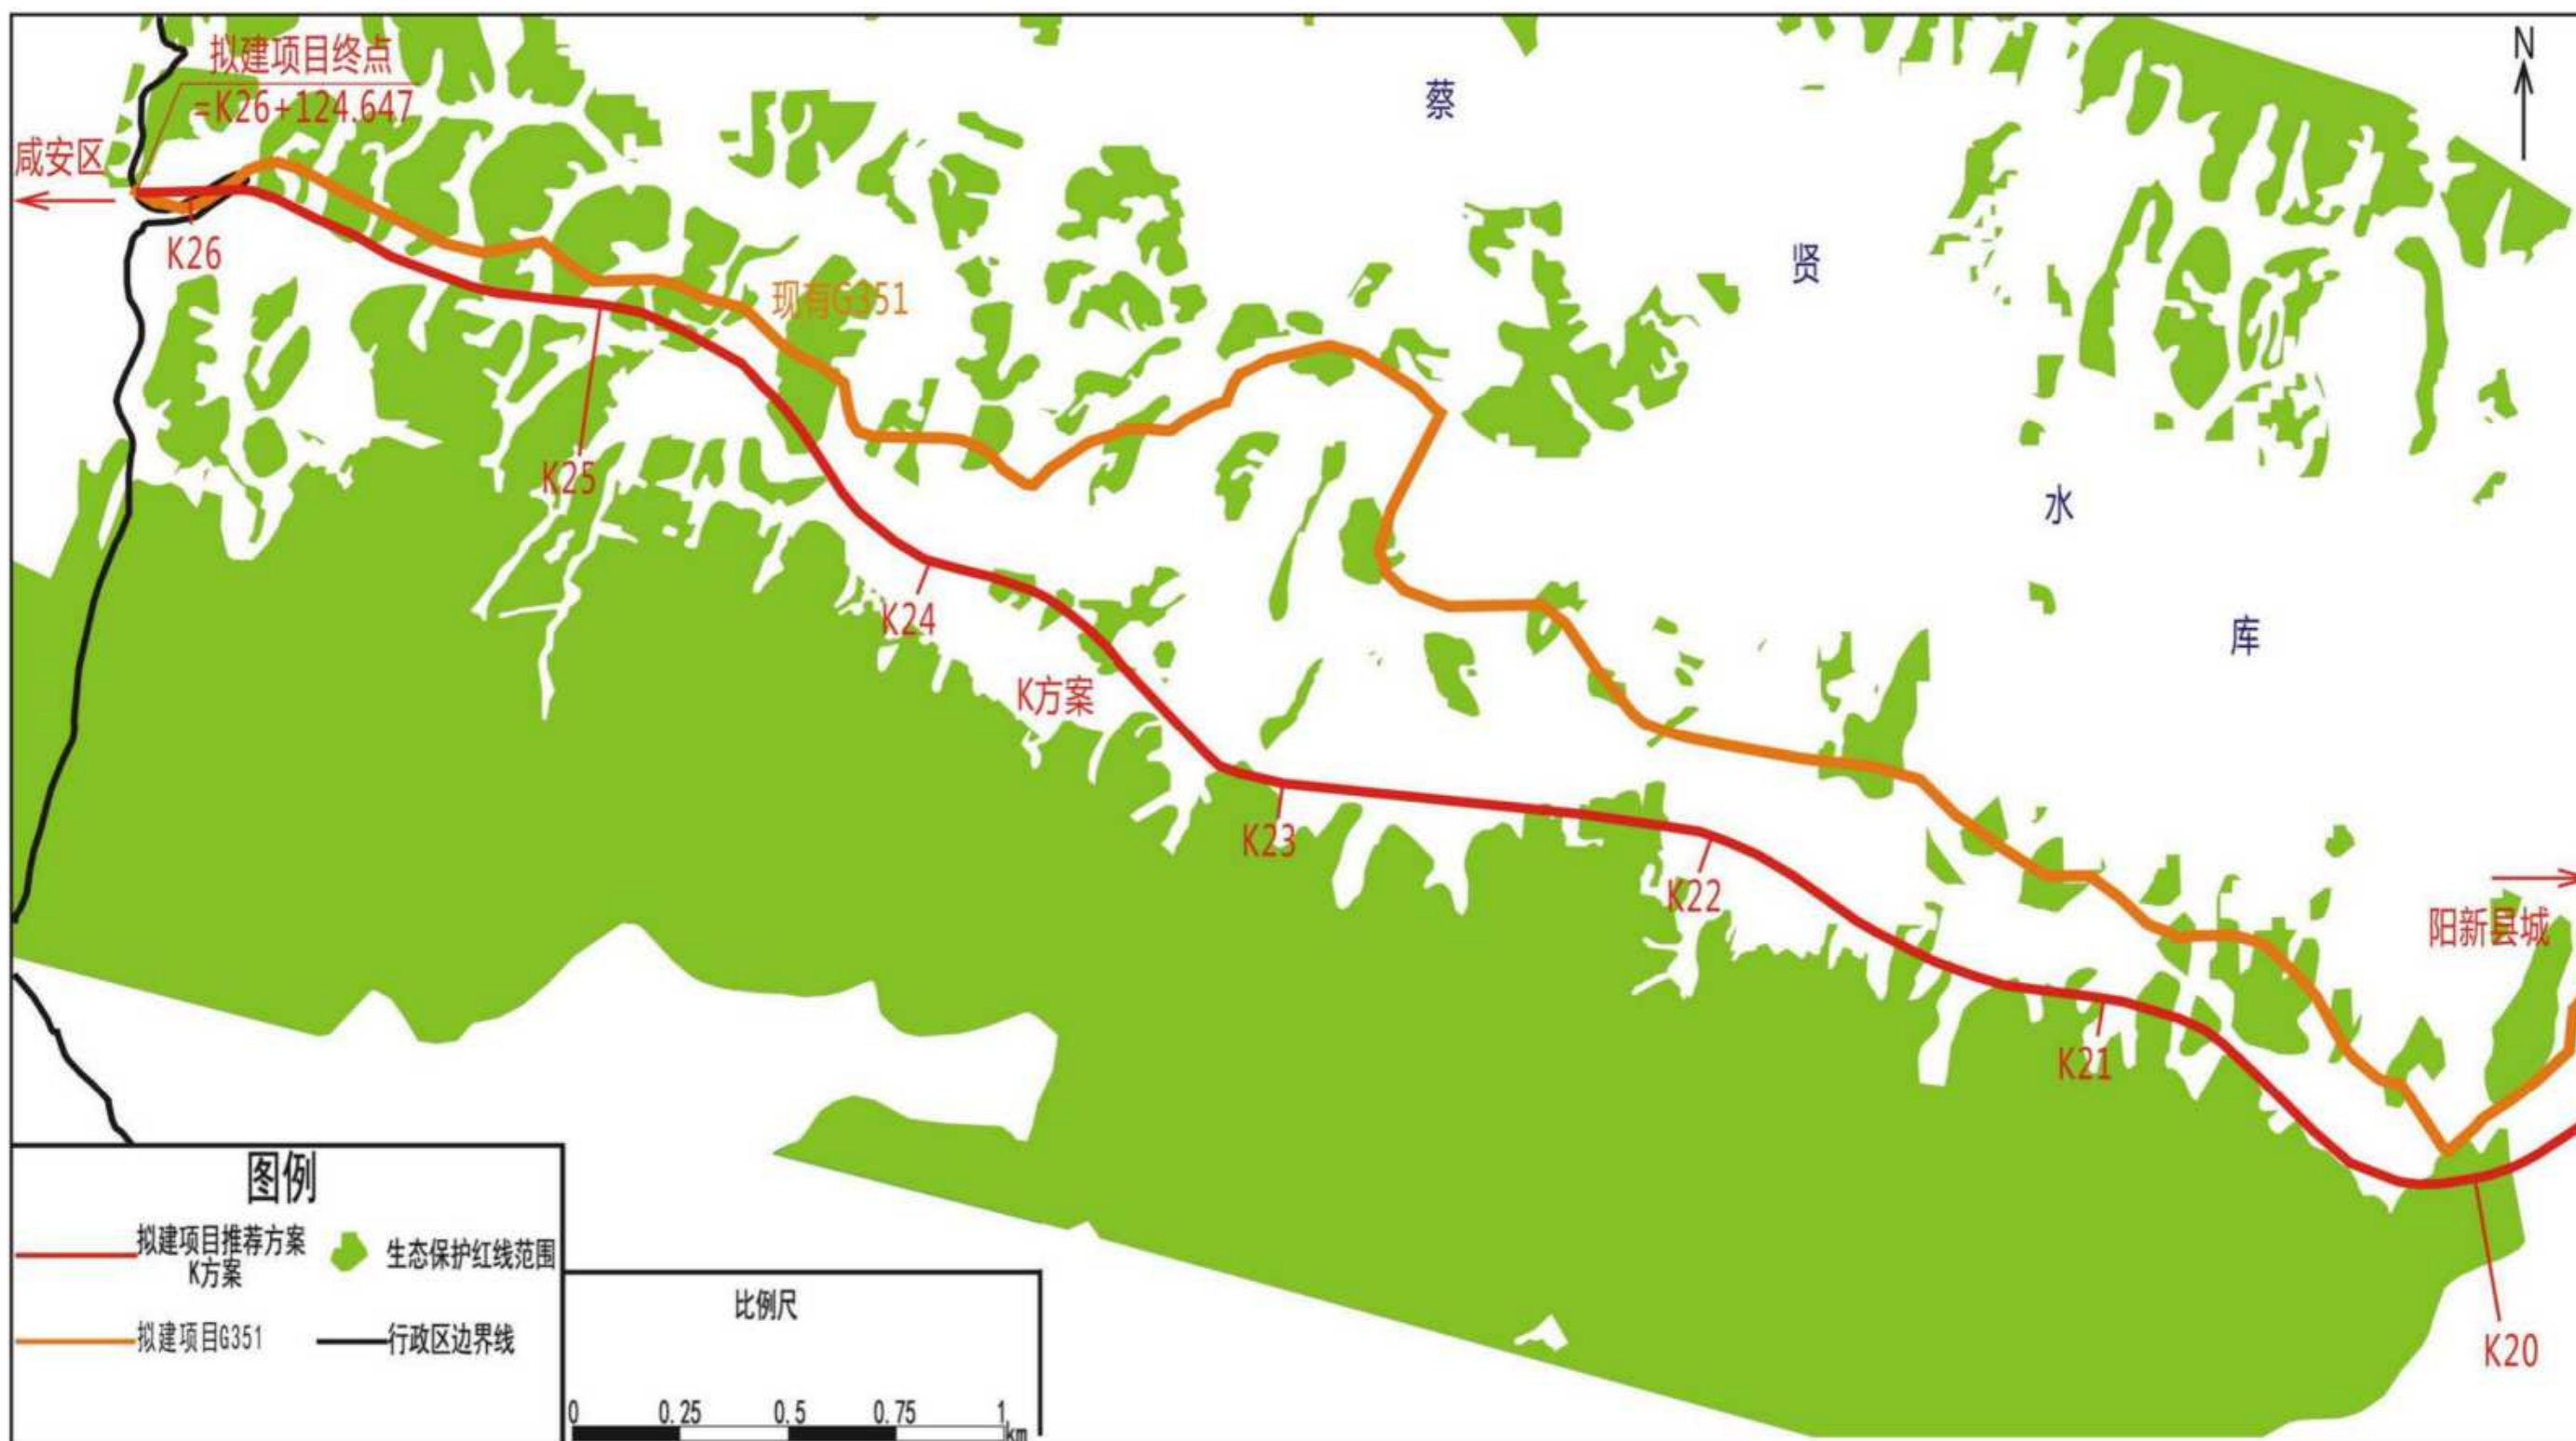 拟建项目终点
=K26+124.647
咸安区
K26
蔡
贤
水
库
N
现有G351
K25
K24
K方案
K23
K22
K21
K20
阳新县城
图例
拟建项目推荐方案
K方案
生态保护红线范围
拟建项目G351
行政区边界线
比例尺
0 0.25 0.5 0.75 1
km